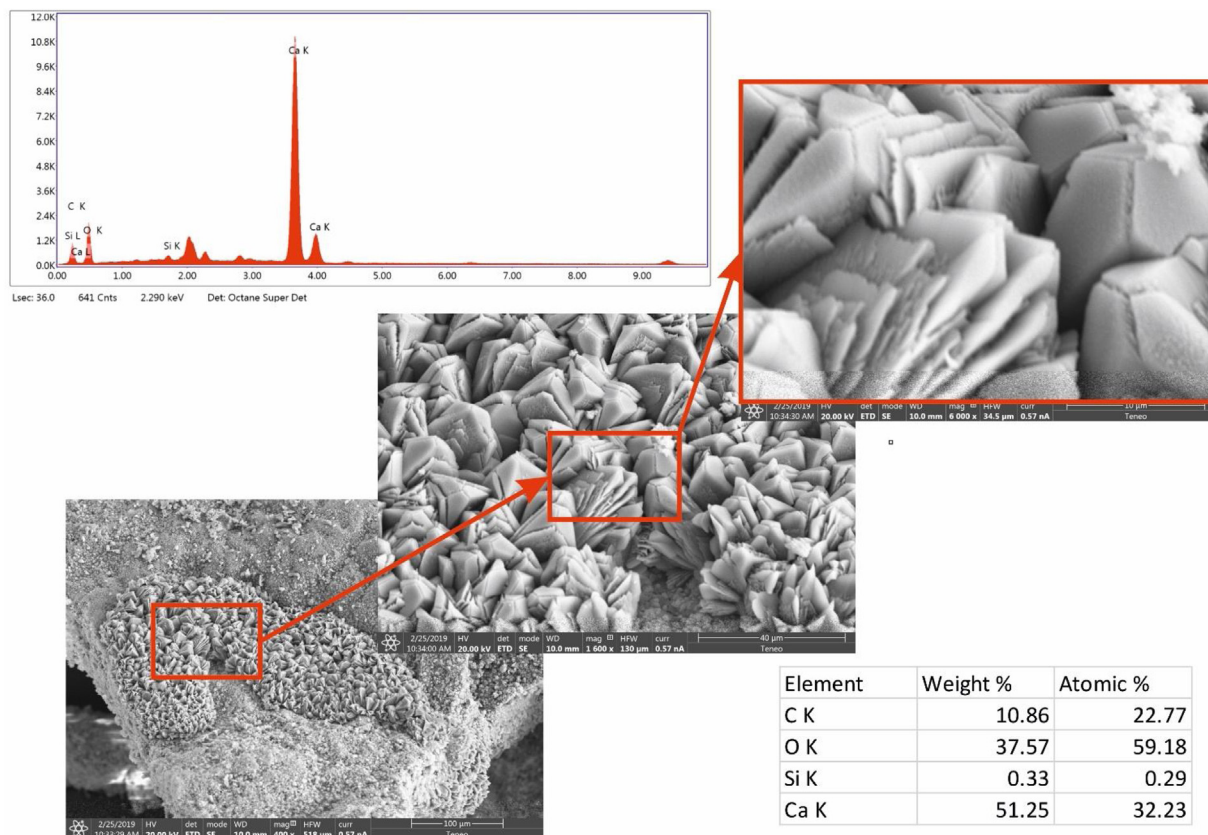 12.0K
10.8K
9.6K
8.4K
7.2K
6.0K
4.8K
3.6K
2.4K
1.2K
0.0K
Ca K
C K
Si L O K
Ca L
Si K
Ca K
0.00 1.00 2.00 3.00 4.00 5.00 6.00 7.00 8.00 9.00
Lsec: 36.0 641 Cnts 2.290 keV Det: Octane Super Det
2/25/2019 HV det mode WD mag HFW curr 10 µm
10:34:30 AM 20.00 kV ETD SE 10.0 mm 6 000 x 34.5 µm 0.57 nA Teneo
2/25/2019 HV det mode WD mag HFW curr 40 µm
10:34:00 AM 20.00 kV ETD SE 10.0 mm 1 600 x 130 µm 0.57 nA Teneo
2/25/2019 HV det mode WD mag HFW curr 100 µm
10:33:29 AM 20.00 kV ETD SE 10.0 mm 400 x 518 µm 0.57 nA Teneo
Element Weight % Atomic %
C K 10.86 22.77
O K 37.57 59.18
Si K 0.33 0.29
Ca K 51.25 32.23